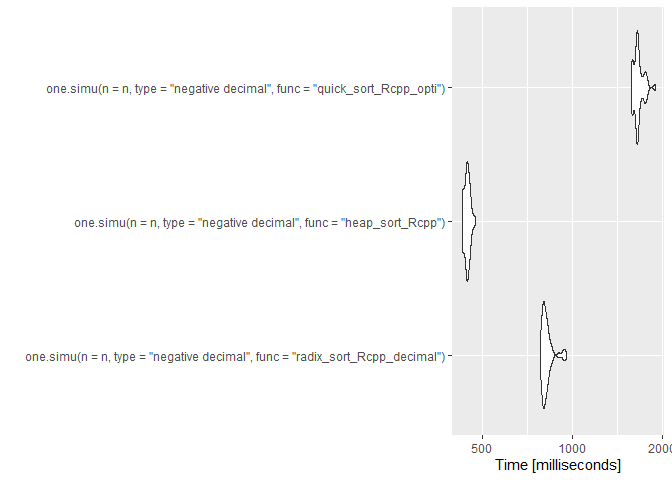 one.simu(n = n, type = "negative decimal", func = "quick_sort_Rcpp_opti")
one.simu(n = n, type = "negative decimal", func = "heap_sort_Rcpp")
one.simu(n = n, type = "negative decimal", func = "radix_sort_Rcpp_decimal")
500 1000 2000
Time [milliseconds]